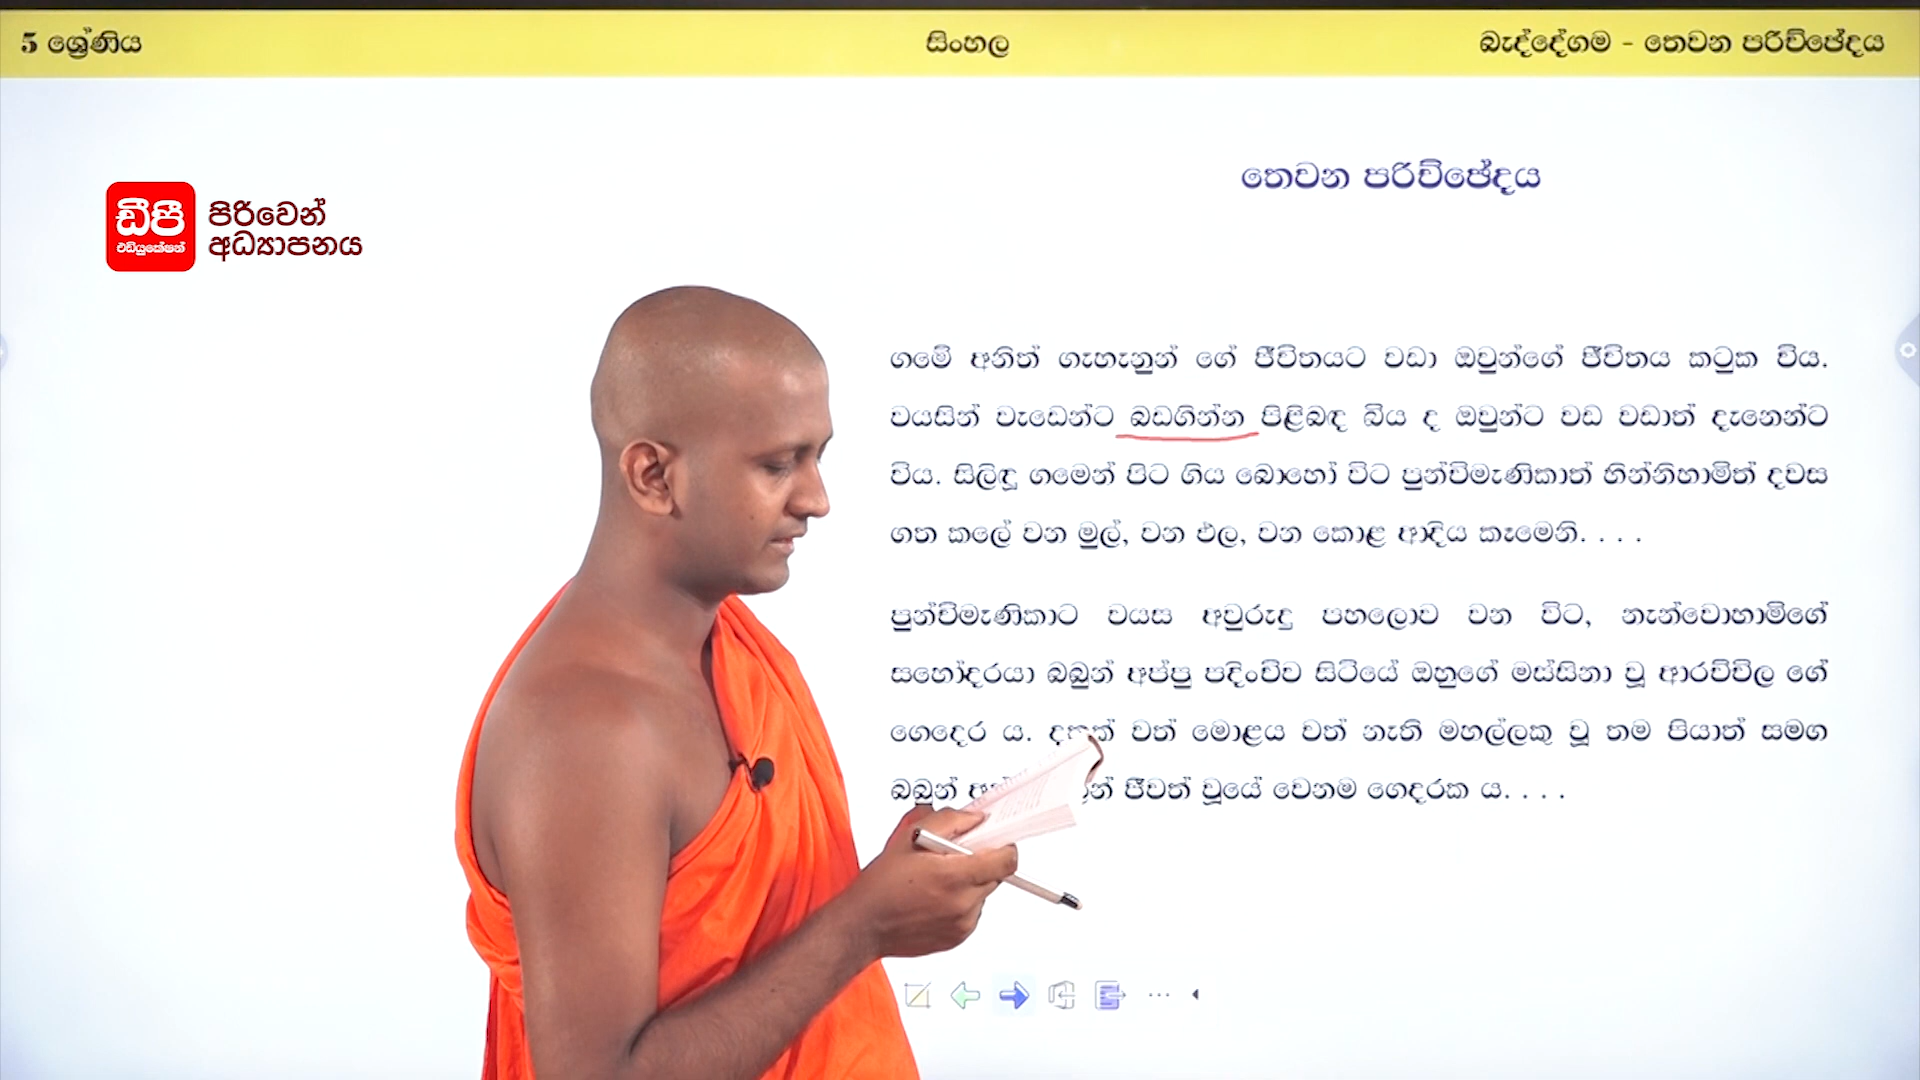 5 ශ්‍රේණිය
සිංහල
බැද්දේගම - තෙවන පරිච්ඡේදය
තෙවන පරිච්ඡේදය
ඩීපී
එඩියුකේෂන්
පිරිවෙන්
අධ්‍යාපනය
ගමේ අනිත් ගැහැනුන් ගේ ජීවිතයට වඩා ඔවුන්ගේ ජීවිතය කටුක විය.
වයසින් වැඩෙන්ට බඩගින්න පිළිබඳ බිය ද ඔවුන්ට වඩ වඩාත් දැනෙන්ට
විය. සිලිඳු ගමෙන් පිට ගිය බොහෝ විට පුන්චිමැණිකාත් හින්නිහාමිත් දවස
ගත කලේ වන මුල්, වන ඵල, වන කොළ ආදිය කෑමෙනි. . . .
පුන්චිමැණිකාට වයස අවුරුදු පහලොව වන විට, නැන්චොහාමිගේ
සහෝදරයා බබුන් අප්පු පදිංචිව සිටියේ ඔහුගේ මස්සිනා වූ ආරච්චිල ගේ
ගෙදෙර ය. වත් මොළය වත් නැති මහල්ලකු වූ තම පියාත් සමග
බබුන් ජීවත් වූයේ වෙනම ගෙදරක ය. . . .